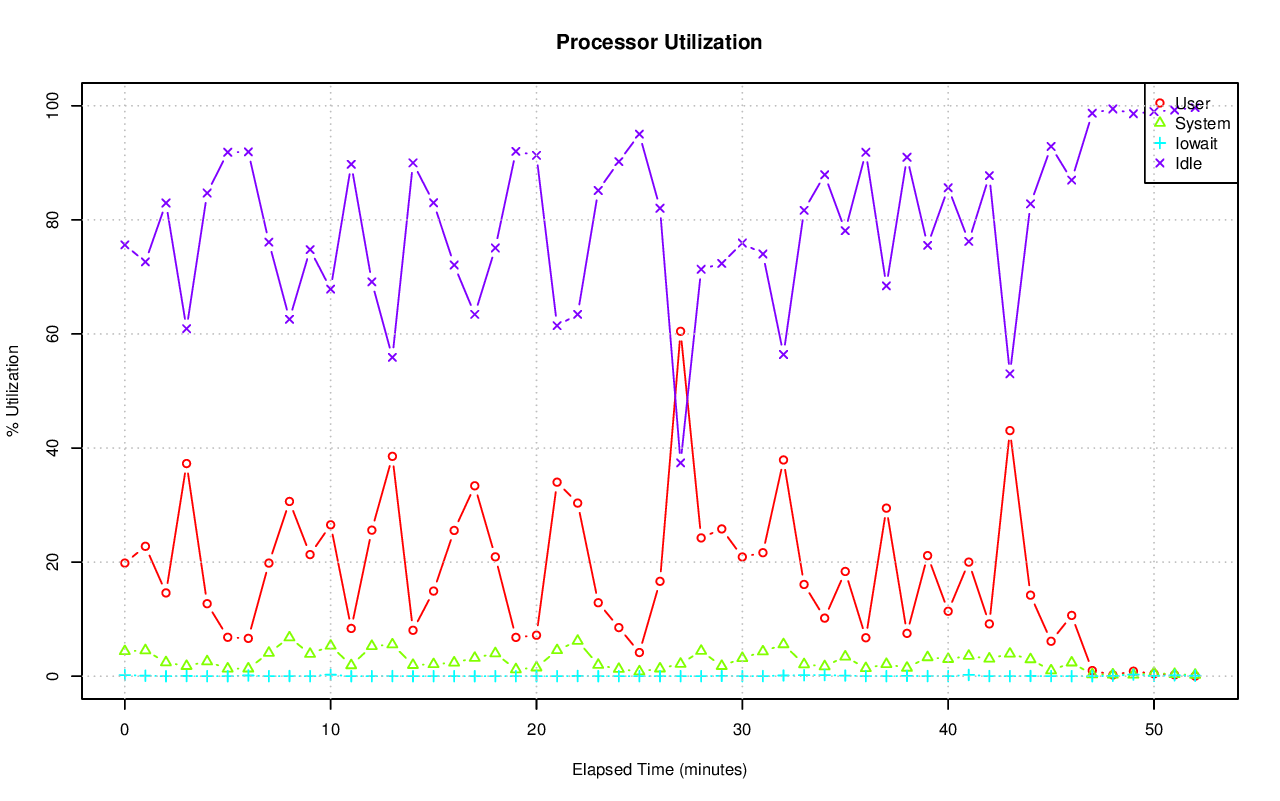 Processor Utilization
% Utilization
100
80
60
40
20
0
User
System
Iowait
Idle
0 10 20 30 40 50
Elapsed Time (minutes)